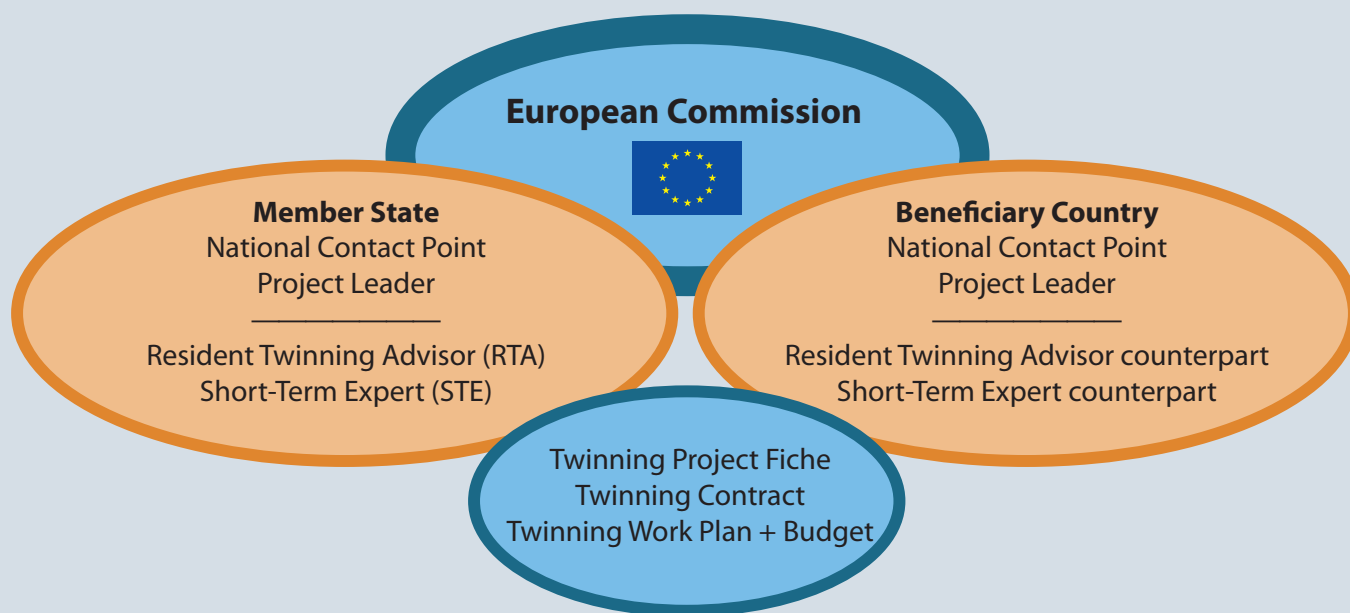 European Commission
Member State
National Contact Point
Project Leader
Resident Twinning Advisor (RTA)
Short-Term Expert (STE)
Beneficiary Country
National Contact Point
Project Leader
Resident Twinning Advisor counterpart
Short-Term Expert counterpart
Twinning Project Fiche
Twinning Contract
Twinning Work Plan + Budget